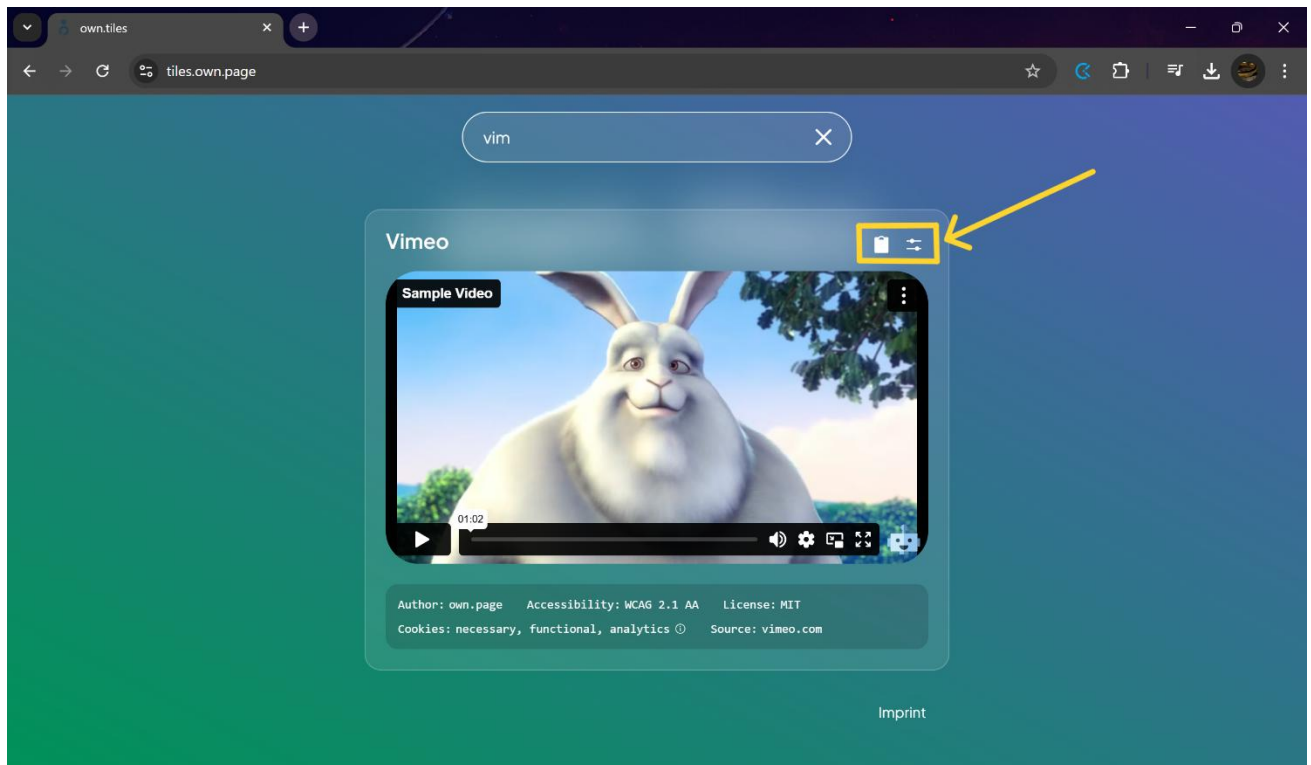 own.tiles
tiles.own.page
vim
Vimeo
Sample Video
01:02
Author: own.page Accessibility: WCAG 2.1 AA License: MIT
Cookies: necessary, functional, analytics ⓘ Source: vimeo.com
Imprint